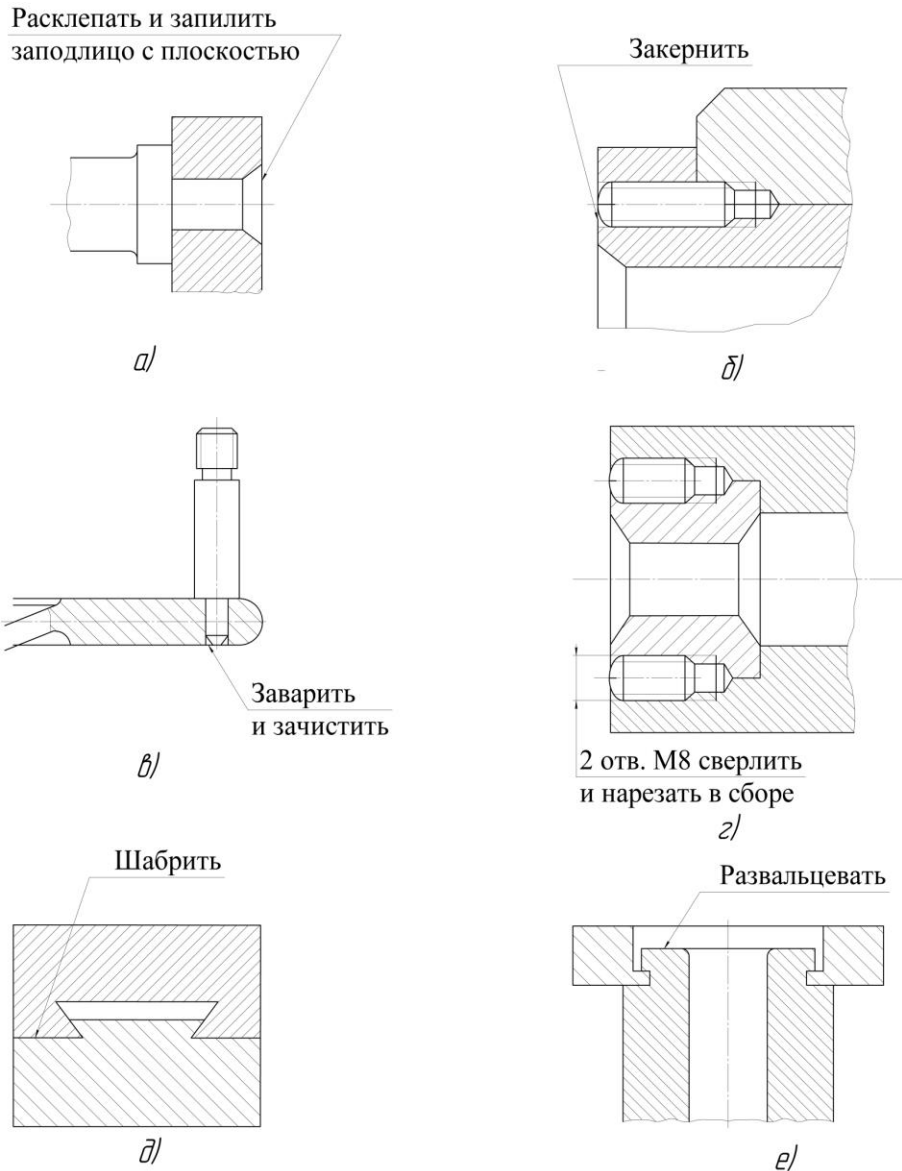 Расклепать и запилить
заподлицо с плоскостью
Закернить
а)
б)
Заварить
и зачистить
в)
2 отв. М8 сверлить
и нарезать в сборе
г)
Шабрить
Развальцевать
д)
е)